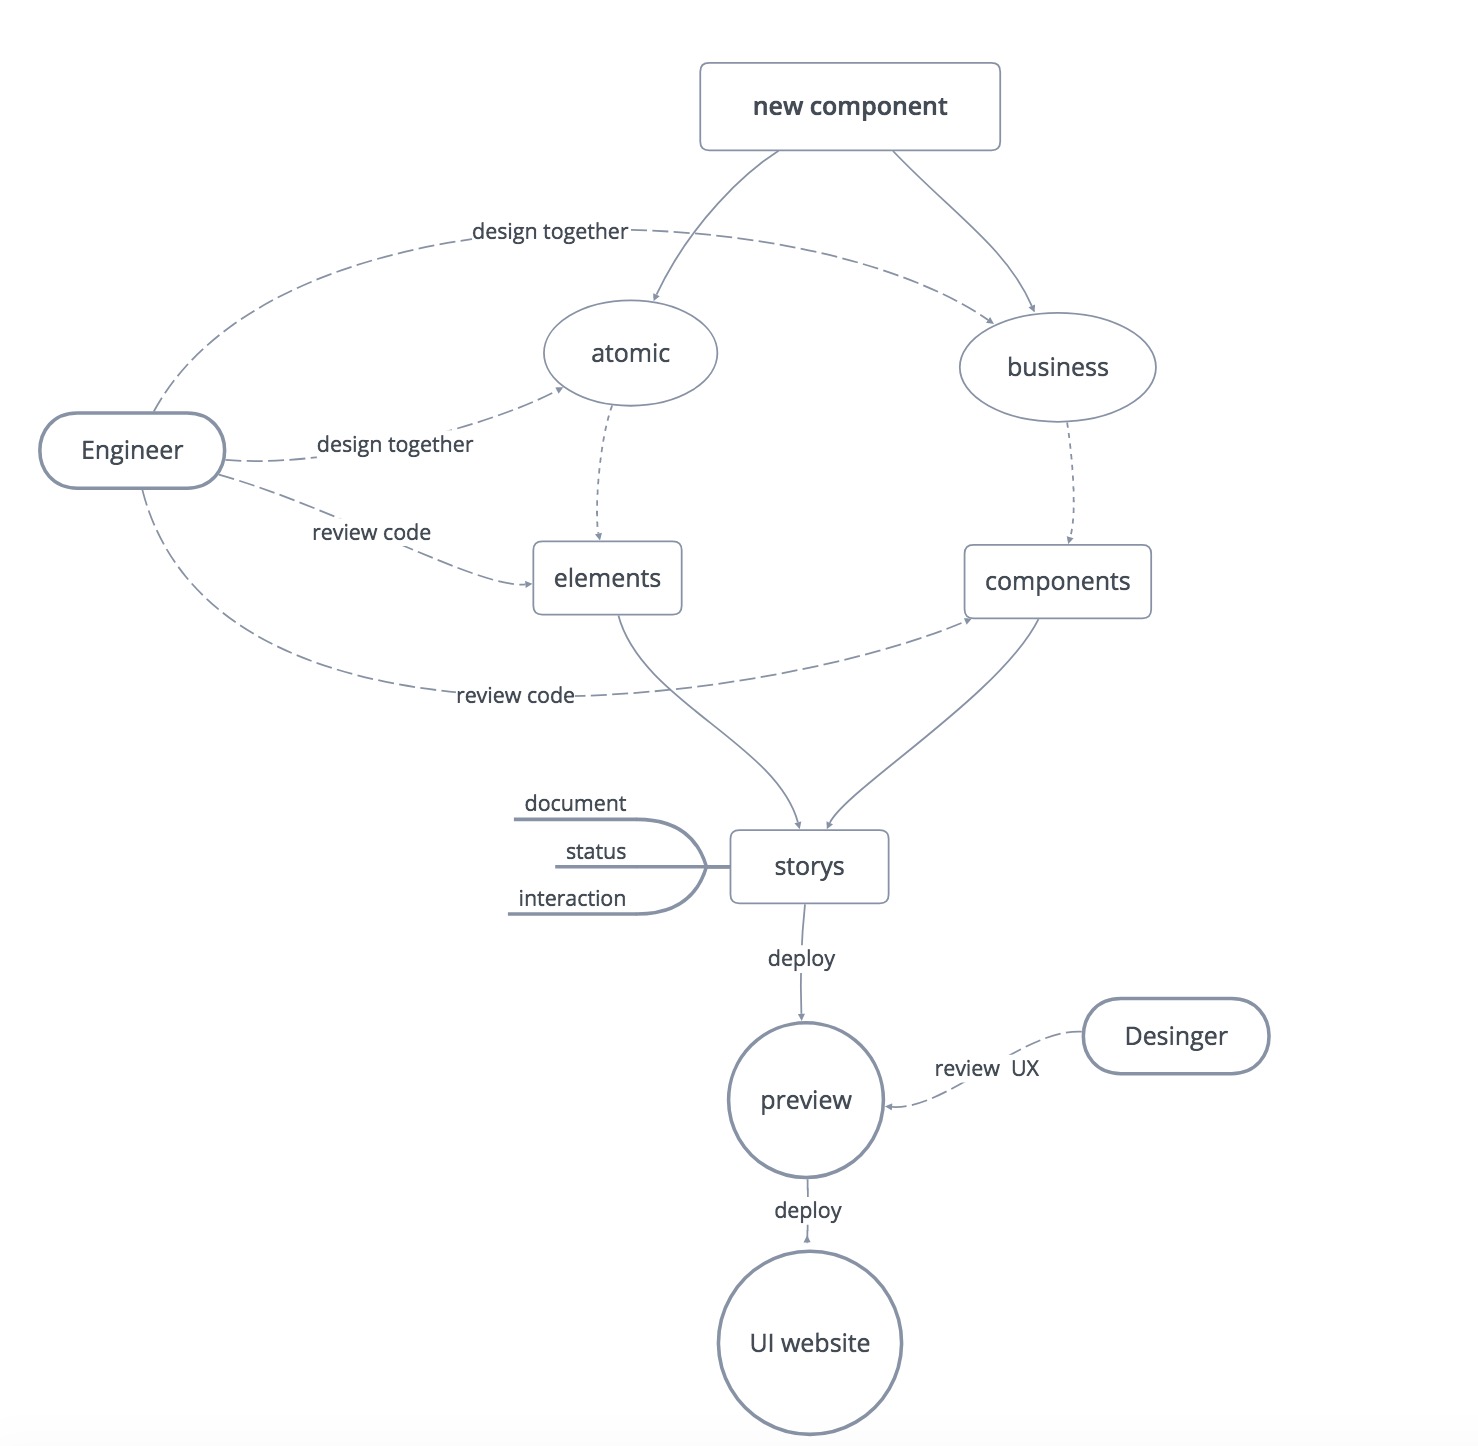 new component
design together
atomic
business
Engineer
design together
review code
elements
components
review code
document
status
storys
interaction
deploy
Desinger
review  UX
preview
deploy
UI website